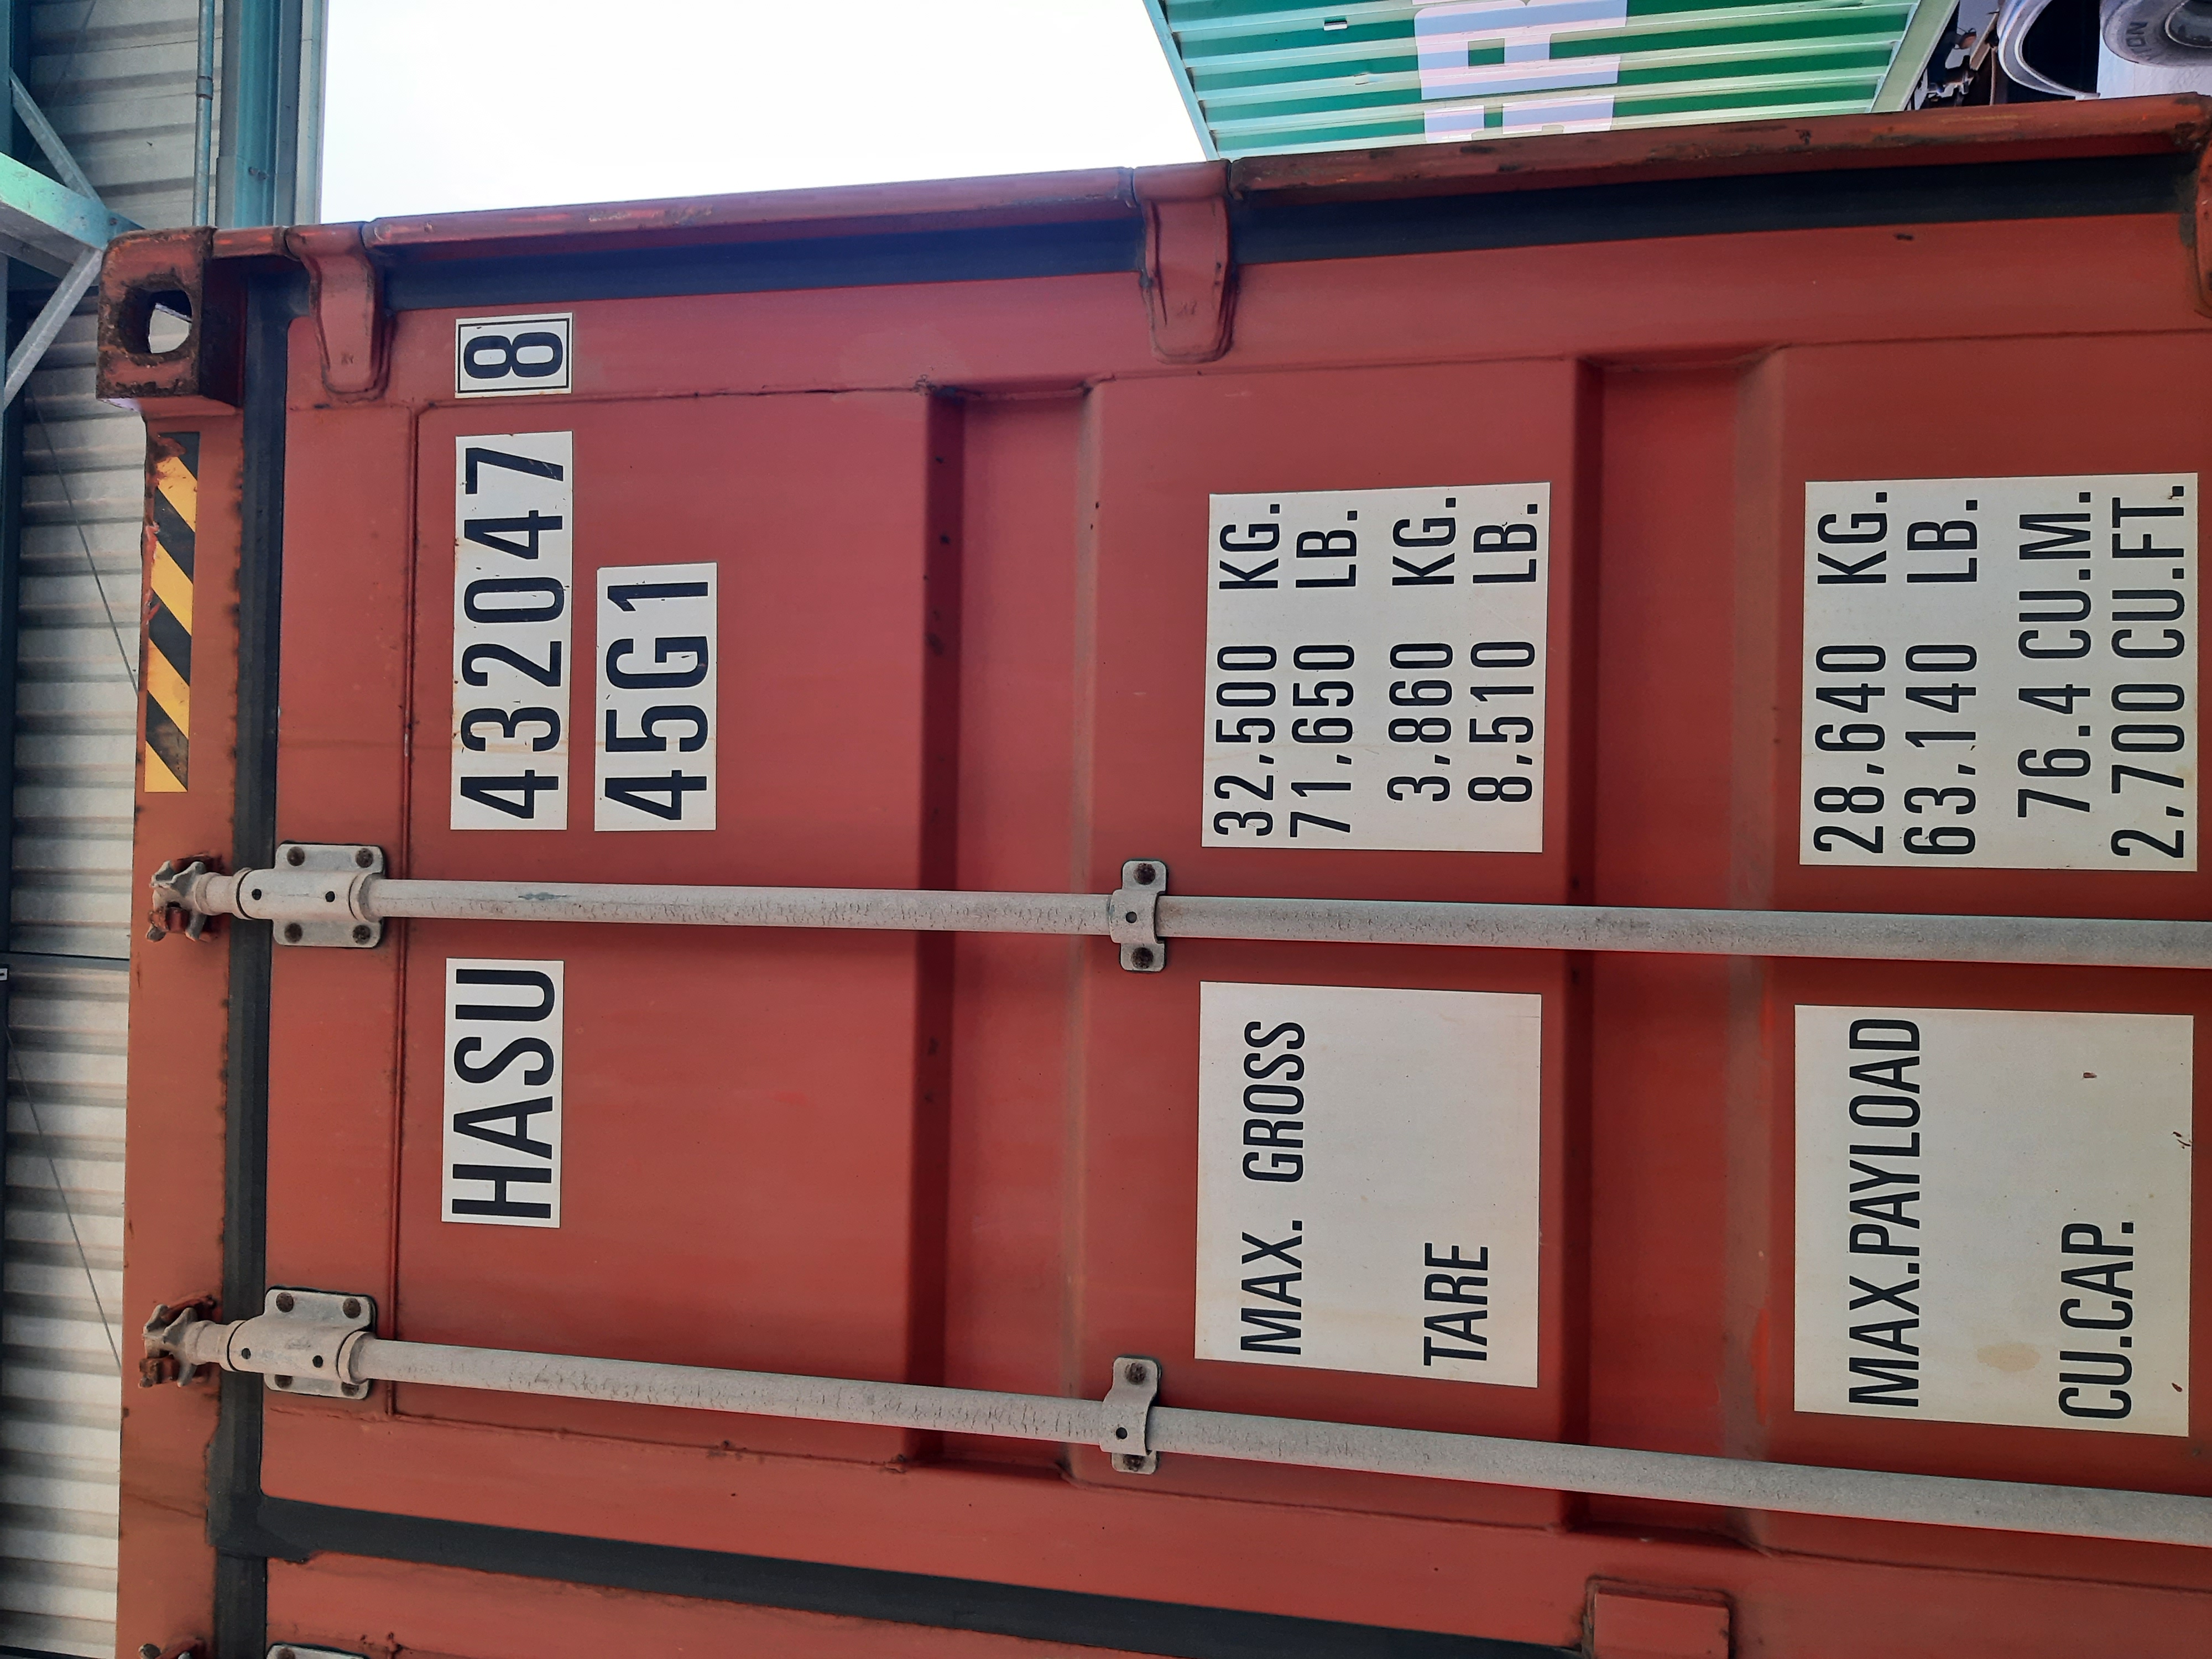 HASU 432047 8
45G1
MAX. GROSS 32,500 KG.
71,650 LB.
TARE 3,860 KG.
8,510 LB.
MAX.PAYLOAD 28,640 KG.
63,140 LB.
CU.CAP. 76.4 CU.M.
2,700 CU.FT.